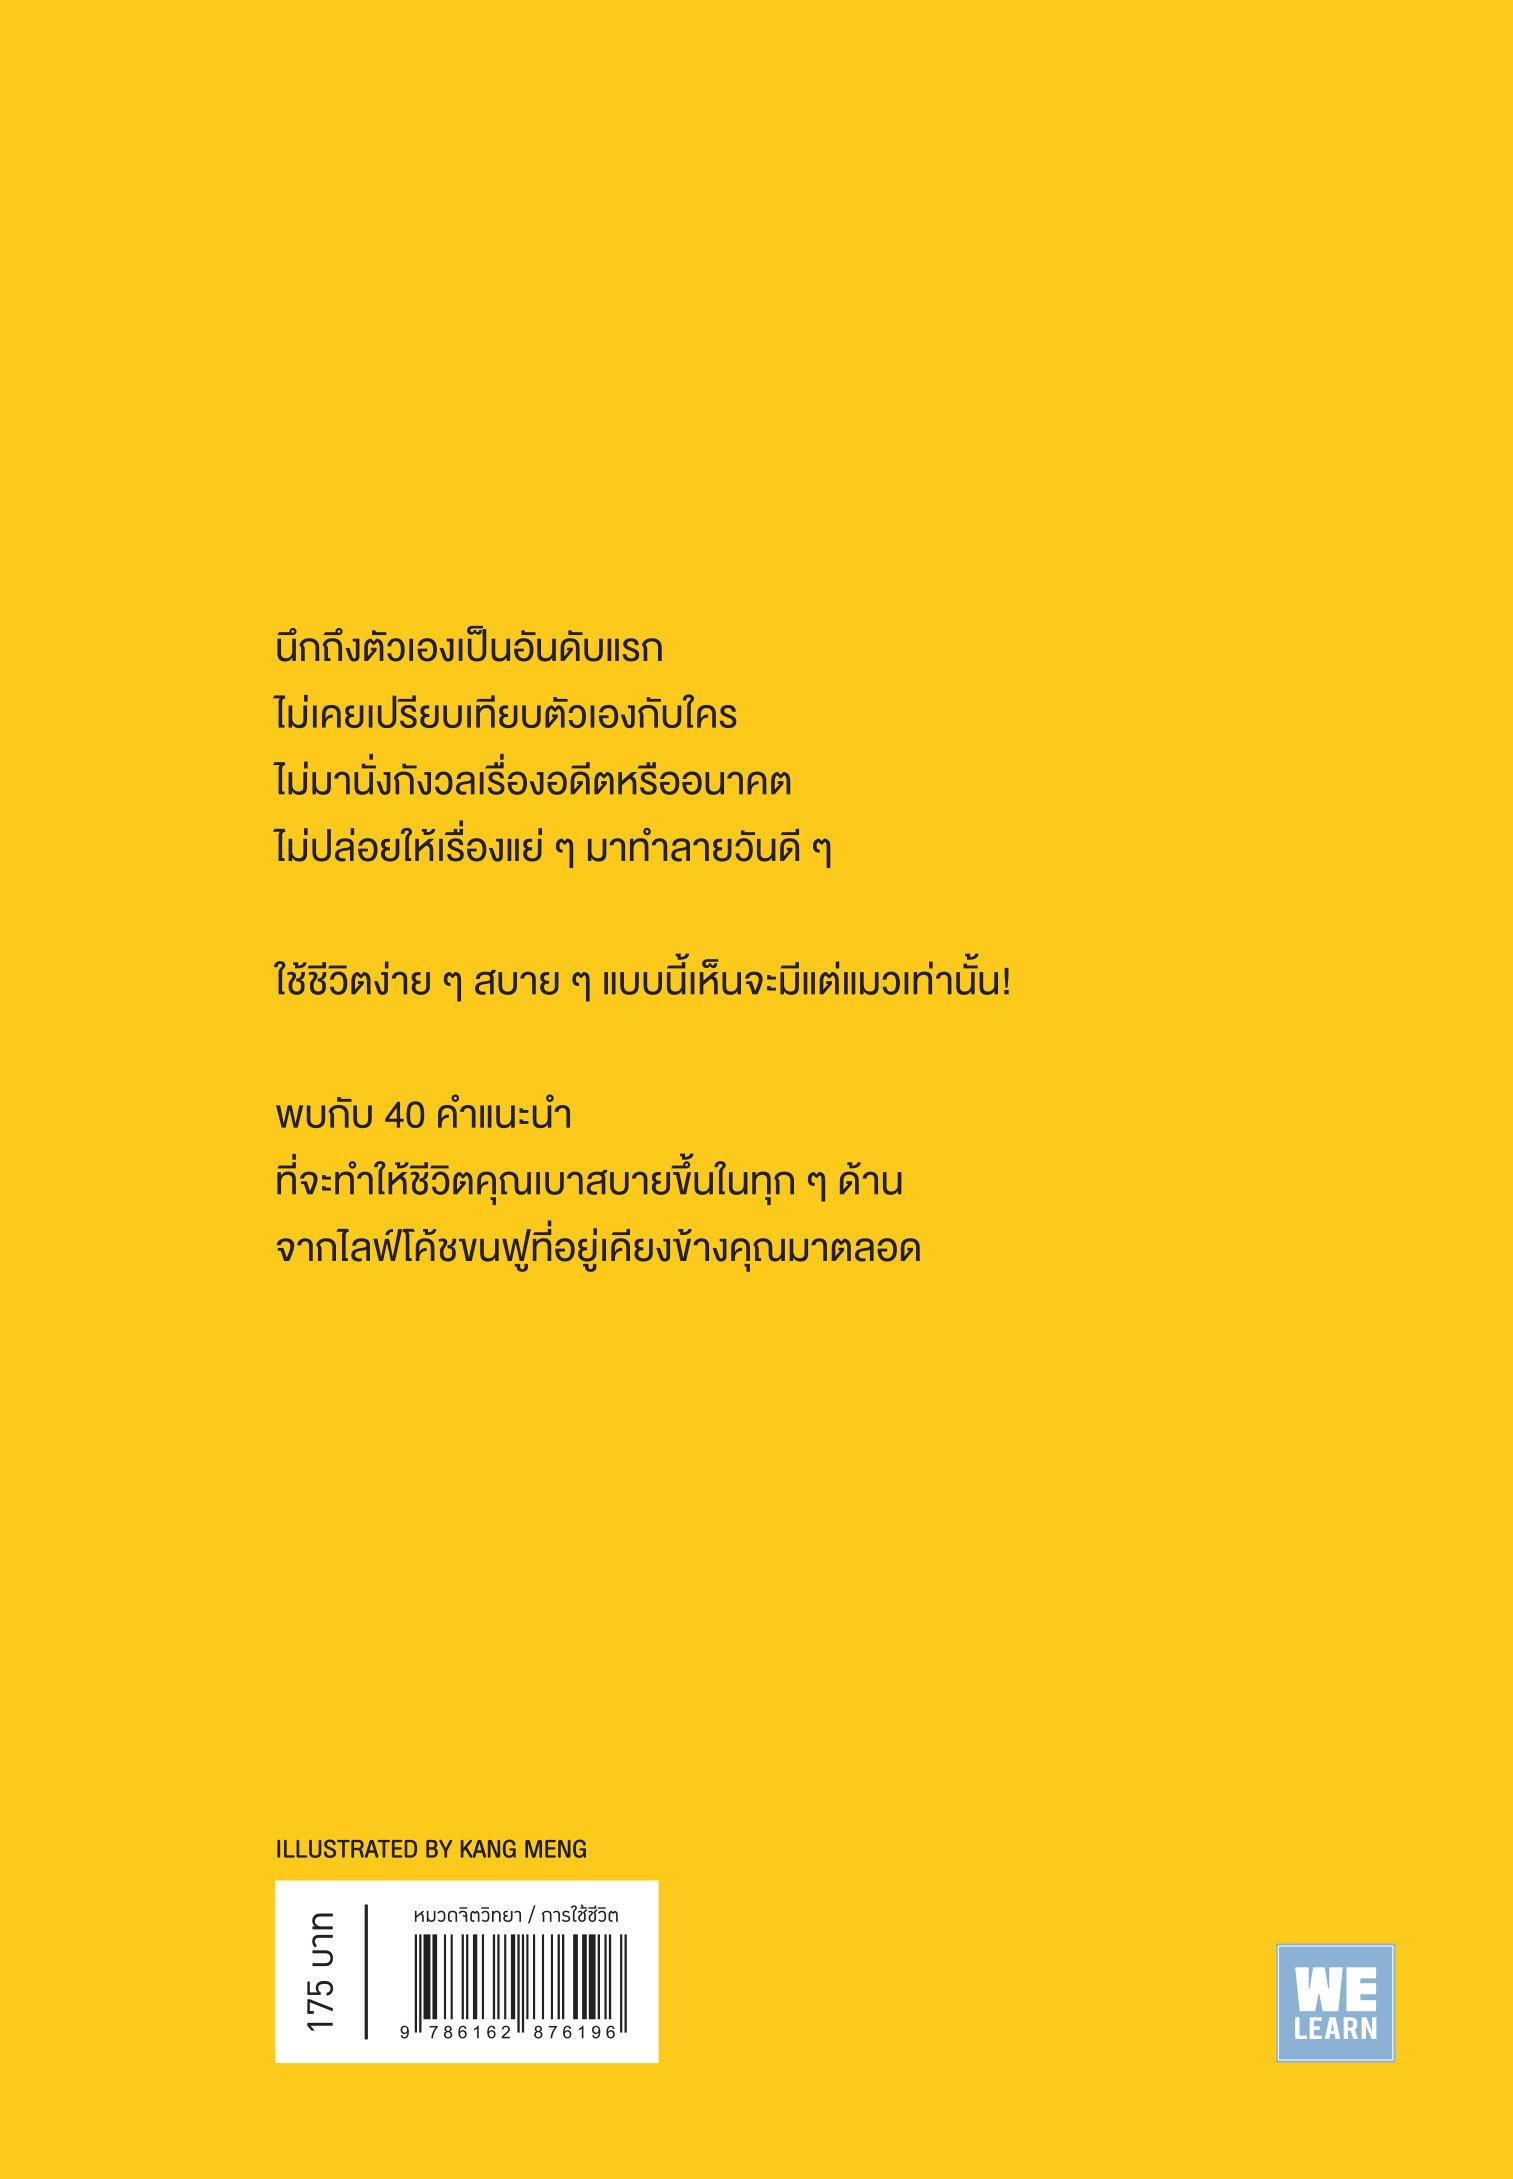 นึกถึงตัวเองเป็นอันดับแรก
ไม่เคยเปรียบเทียบตัวเองกับใคร
ไม่มานั่งกังวลเรื่องอดีตหรืออนาคต
ไม่ปล่อยให้เรื่องแย่ ๆ มาทำลายวันดี ๆ
ใช้ชีวิตง่าย ๆ สบาย ๆ แบบนี้เห็นจะมีแต่แมวเท่านั้น!
พบกับ 40 คำแนะนำ
ที่จะทำให้ชีวิตคุณเบาสบายขึ้นในทุก ๆ ด้าน
จากไลฟ์โค้ชขนฟูที่อยู่เคียงข้างคุณมาตลอด
ILLUSTRATED BY KANG MENG
175 บาท
หมวดจิตวิทยา / การใช้ชีวิต
9 786162 876196
WE
LEARN